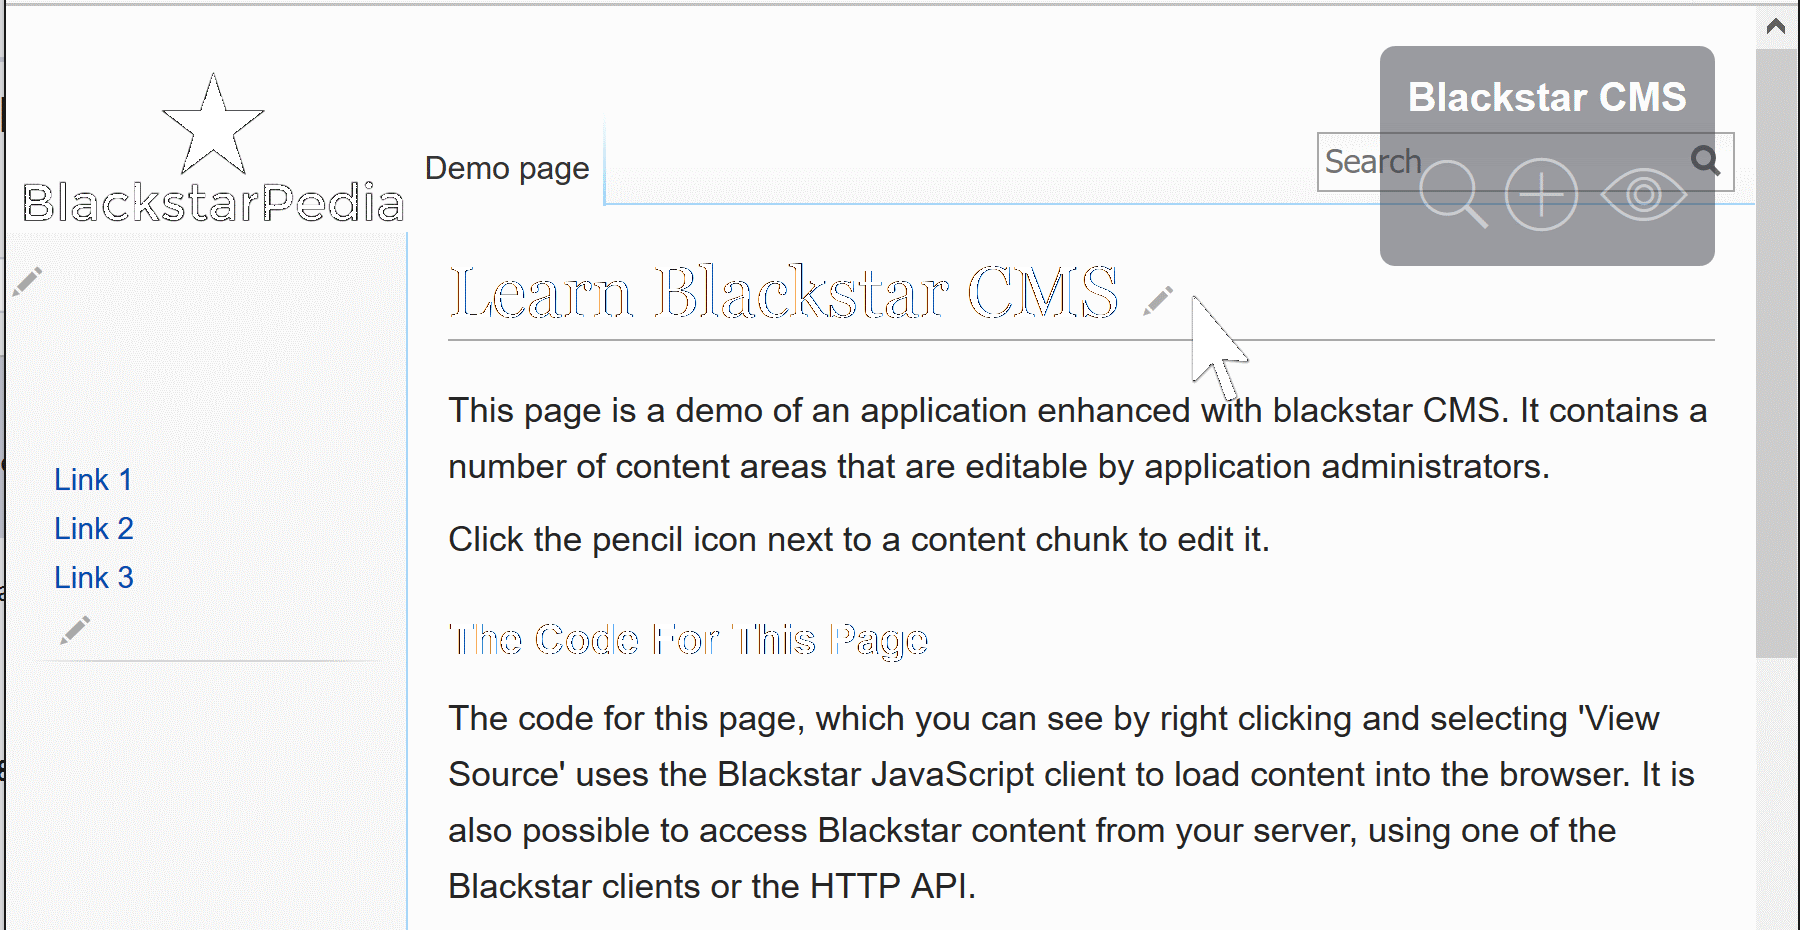 Blackstar CMS
BlackstarPedia
Demo page
Search
Learn Blackstar CMS
This page is a demo of an application enhanced with blackstar CMS. It contains a
number of content areas that are editable by application administrators.
Click the pencil icon next to a content chunk to edit it.
Link 1
Link 2
Link 3
The Code For This Page
The code for this page, which you can see by right clicking and selecting 'View
Source' uses the Blackstar JavaScript client to load content into the browser. It is
also possible to access Blackstar content from your server, using one of the
Blackstar clients or the HTTP API.